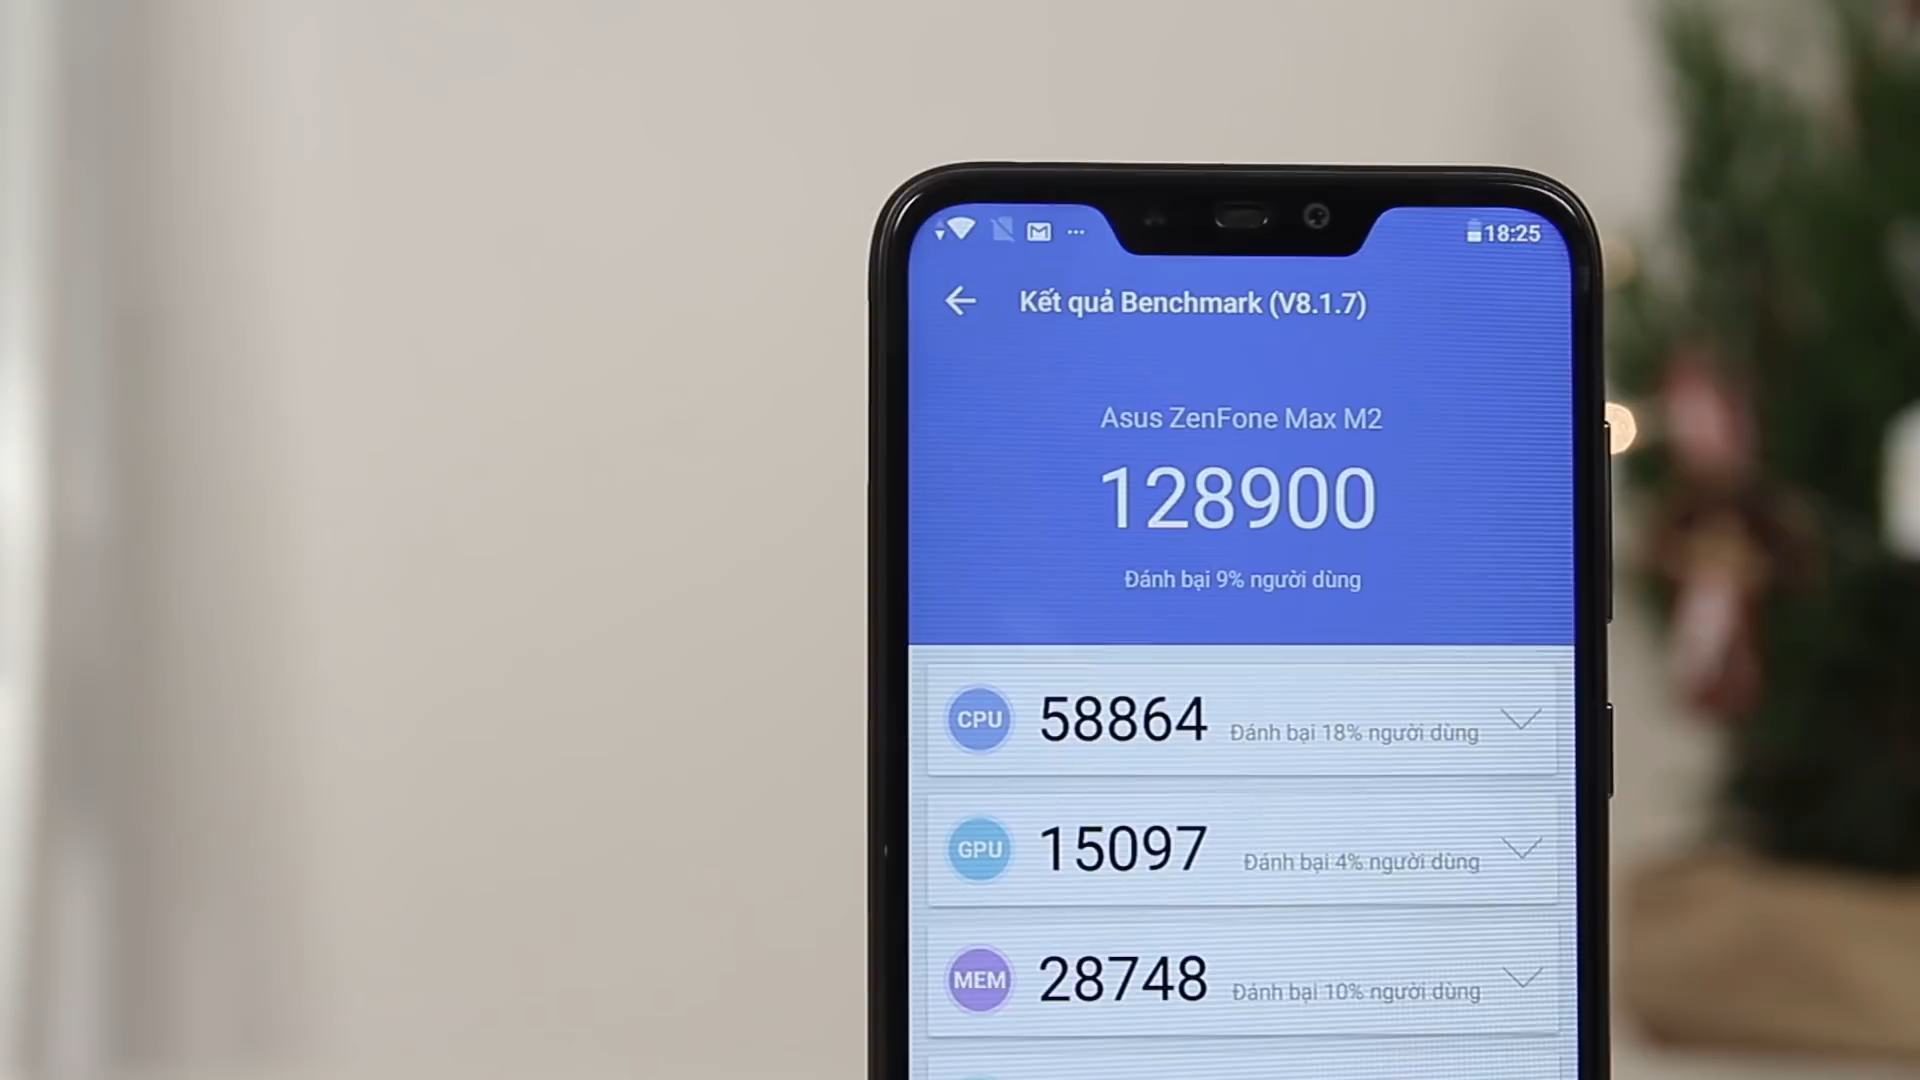 18:25
Kết quả Benchmark (V8.1.7)
Asus ZenFone Max M2
128900
Đánh bại 9% người dùng
CPU 58864 Đánh bại 18% người dùng
GPU 15097 Đánh bại 4% người dùng
MEM 28748 Đánh bại 10% người dùng